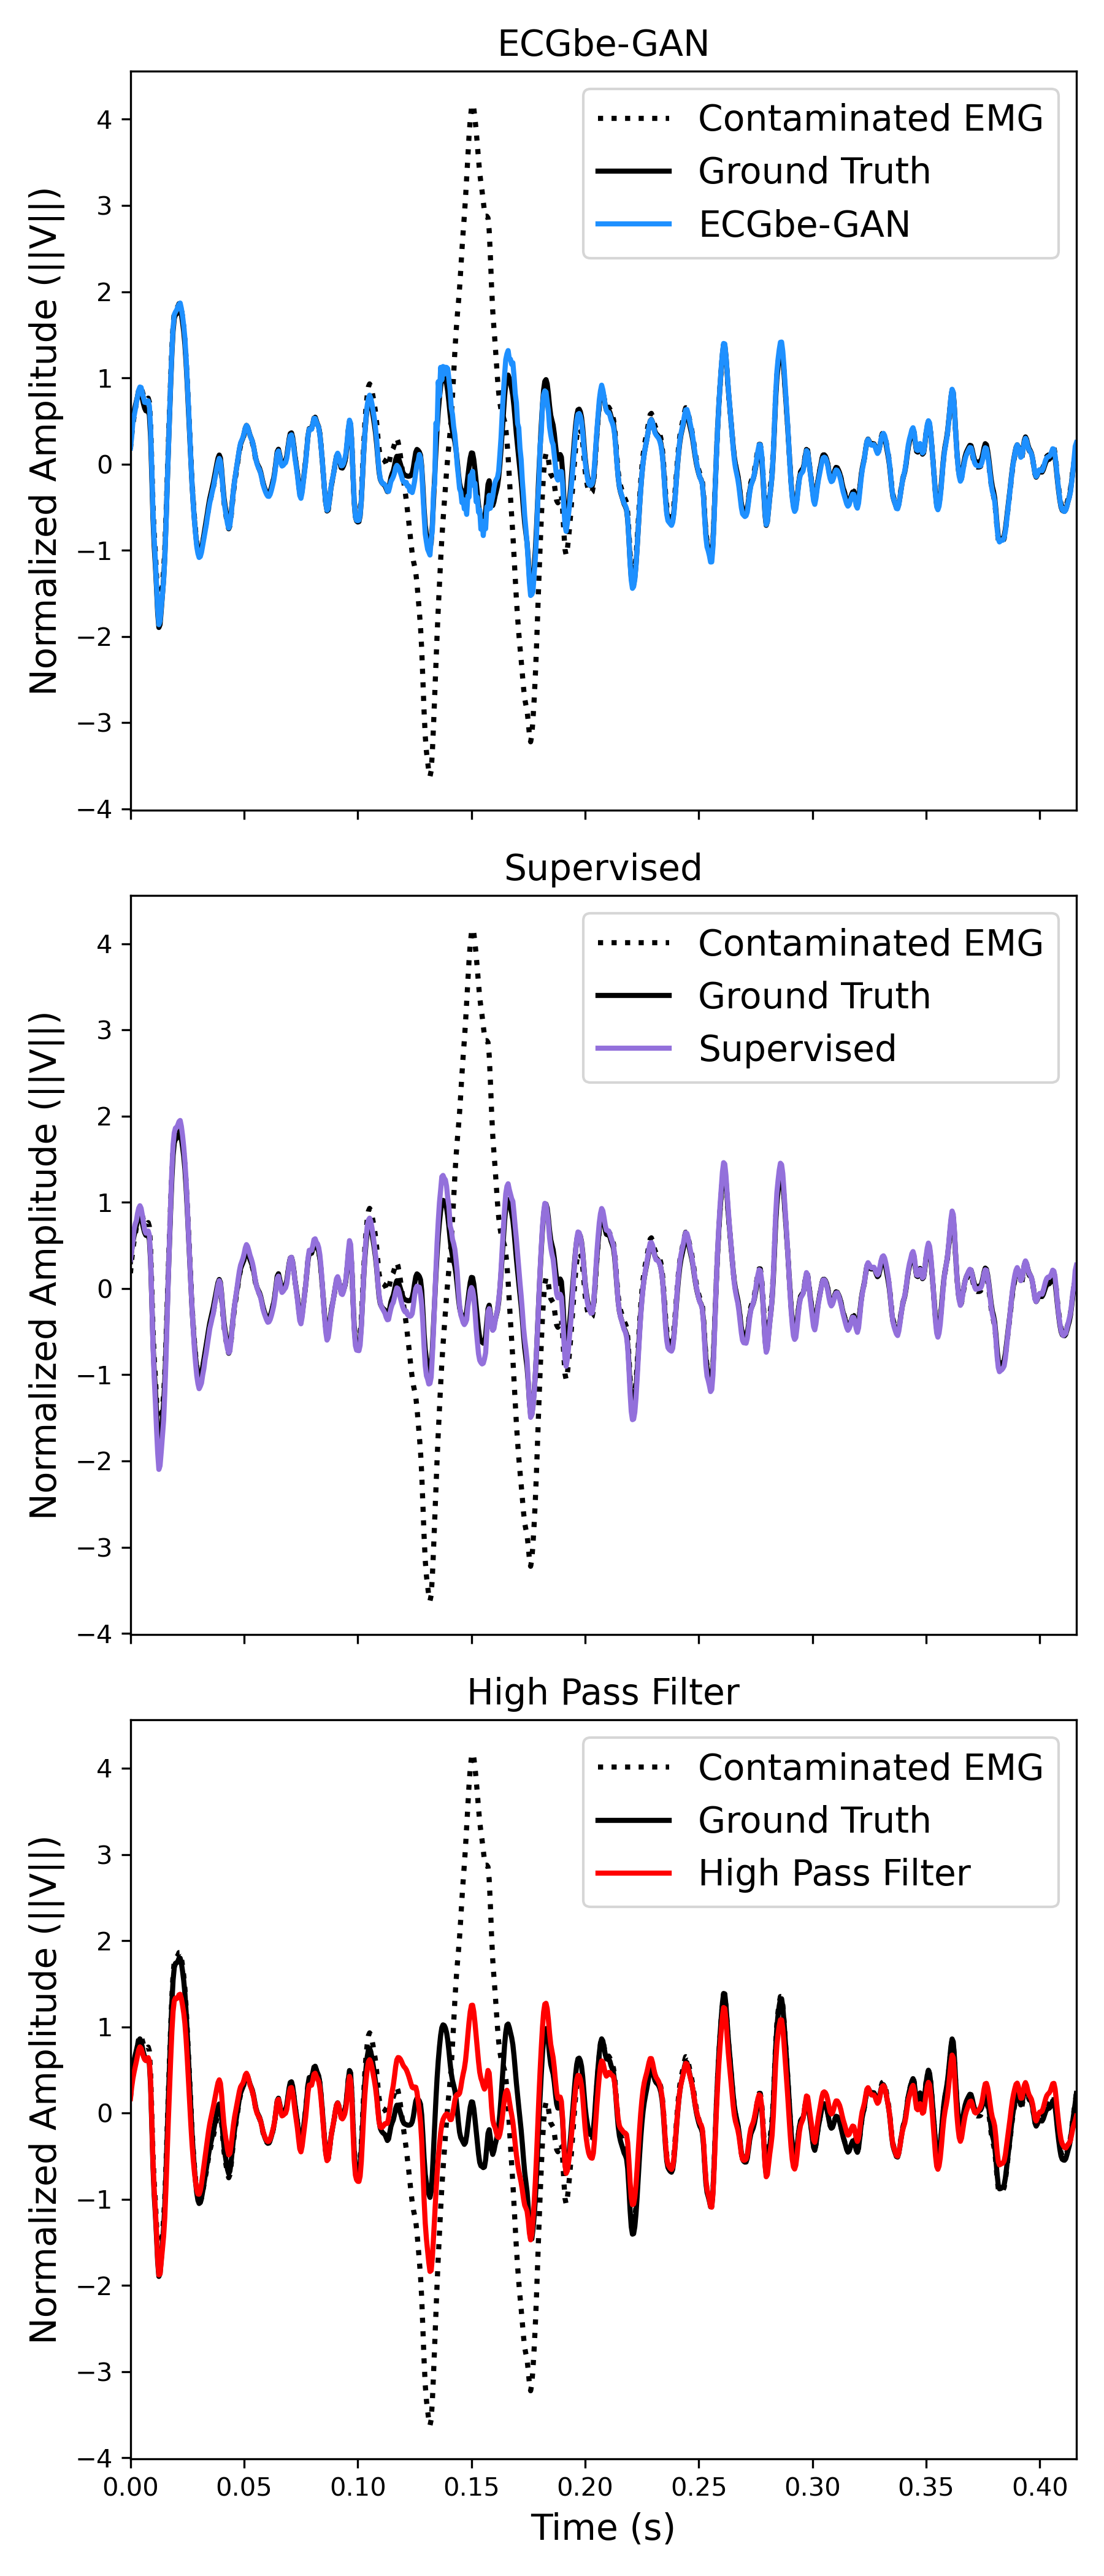 ECGbe-GAN
Normalized Amplitude (||V||)
4
3
2
1
0
−1
−2
−3
−4
Contaminated EMG
Ground Truth
ECGbe-GAN
Supervised
Normalized Amplitude (||V||)
4
3
2
1
0
−1
−2
−3
−4
Contaminated EMG
Ground Truth
Supervised
High Pass Filter
Normalized Amplitude (||V||)
4
3
2
1
0
−1
−2
−3
−4
Contaminated EMG
Ground Truth
High Pass Filter
0.00 0.05 0.10 0.15 0.20 0.25 0.30 0.35 0.40
Time (s)